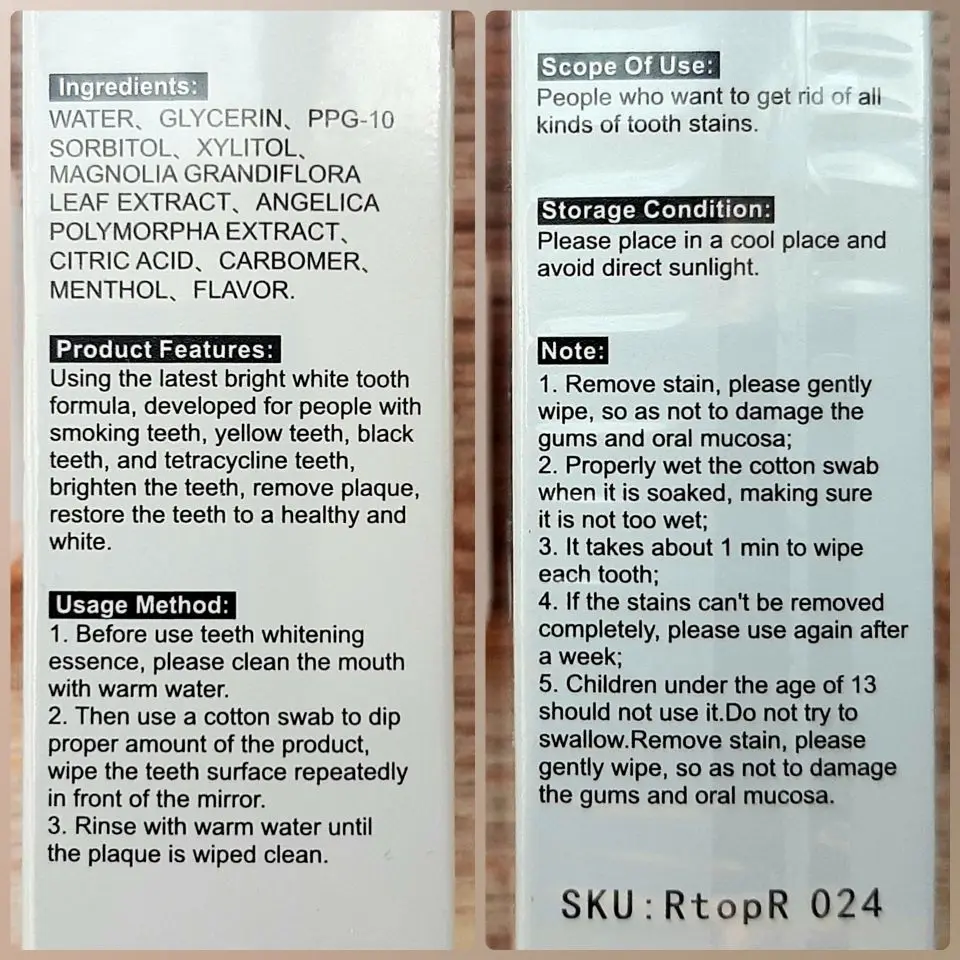 Ingredients:
WATER、GLYCERIN、PPG-10
SORBITOL、XYLITOL、
MAGNOLIA GRANDIFLORA
LEAF EXTRACT、ANGELICA
POLYMORPHA EXTRACT、
CITRIC ACID、CARBOMER、
MENTHOL、FLAVOR.
Product Features:
Using the latest bright white tooth
formula, developed for people with
smoking teeth, yellow teeth, black
teeth, and tetracycline teeth,
brighten the teeth, remove plaque,
restore the teeth to a healthy and
white.
Usage Method:
1. Before use teeth whitening
essence, please clean the mouth
with warm water.
2. Then use a cotton swab to dip
proper amount of the product,
wipe the teeth surface repeatedly
in front of the mirror.
3. Rinse with warm water until
the plaque is wiped clean.
Scope Of Use:
People who want to get rid of all
kinds of tooth stains.
Storage Condition:
Please place in a cool place and
avoid direct sunlight.
Note:
1. Remove stain, please gently
wipe, so as not to damage the
gums and oral mucosa;
2. Properly wet the cotton swab
when it is soaked, making sure
it is not too wet;
3. It takes about 1 min to wipe
each tooth;
4. If the stains can't be removed
completely, please use again after
a week;
5. Children under the age of 13
should not use it.Do not try to
swallow.Remove stain, please
gently wipe, so as not to damage
the gums and oral mucosa.
SKU:RtopR 024